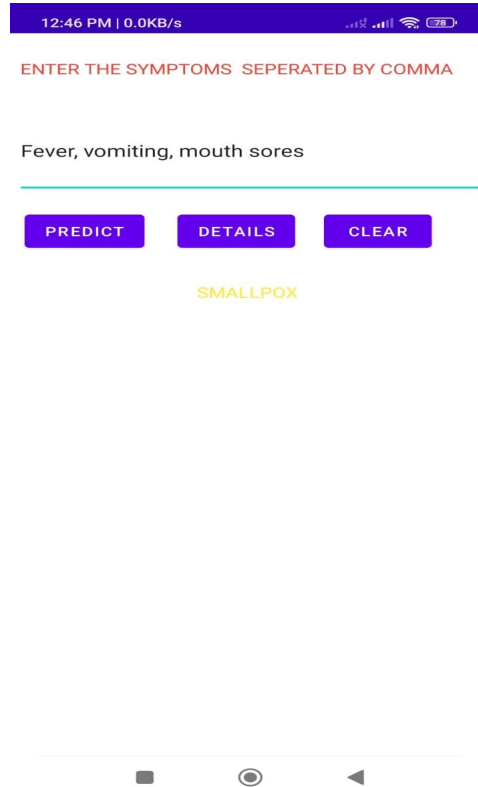 12:46 PM | 0.0KB/s 78
ENTER THE SYMPTOMS  SEPERATED BY COMMA
Fever, vomiting, mouth sores
PREDICT DETAILS CLEAR
SMALLPOX